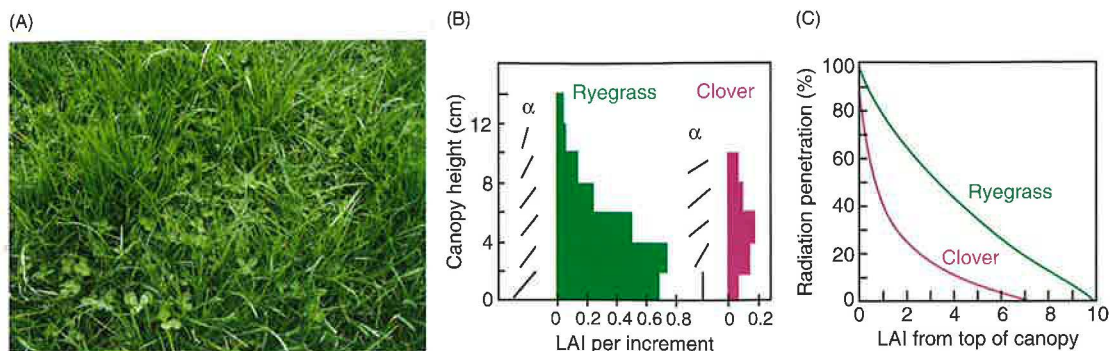 (A)
(B)
(C)
Canopy height (cm)
12
8
4
0
α
Ryegrass
α
Clover
0 0.2 0.4 0.6 0.8
0 0.2
LAI per increment
Radiation penetration (%)
100
80
60
40
20
0
Ryegrass
Clover
0 2 4 6 8 10
LAI from top of canopy